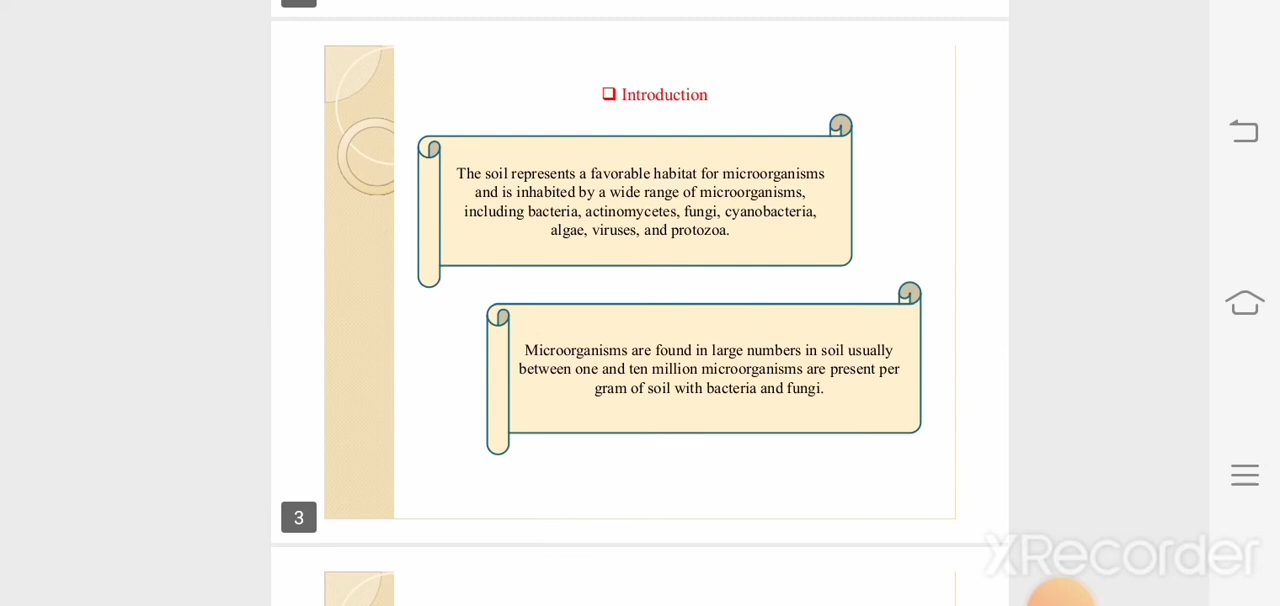 Introduction
The soil represents a favorable habitat for microorganisms
and is inhabited by a wide range of microorganisms,
including bacteria, actinomycetes, fungi, cyanobacteria,
algae, viruses, and protozoa.
Microorganisms are found in large numbers in soil usually
between one and ten million microorganisms are present per
gram of soil with bacteria and fungi.
3
XRecorder